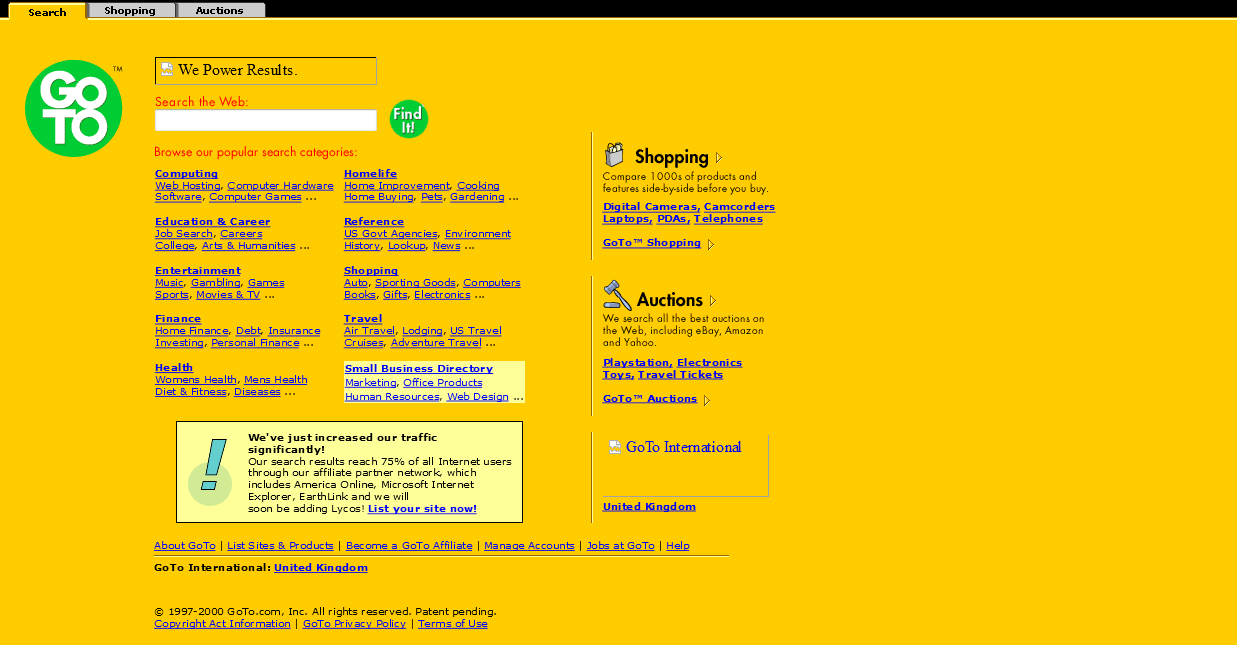 Search
Shopping
Auctions
GO
TO
™
We Power Results.
Search the Web:
Find
It!
Browse our popular search categories:
Computing
Web Hosting, Computer Hardware
Software, Computer Games ...
Homelife
Home Improvement, Cooking
Home Buying, Pets, Gardening ...
Education & Career
Job Search, Careers
College, Arts & Humanities ...
Reference
US Govt Agencies, Environment
History, Lookup, News ...
Entertainment
Music, Gambling, Games
Sports, Movies & TV ...
Shopping
Auto, Sporting Goods, Computers
Books, Gifts, Electronics ...
Finance
Home Finance, Debt, Insurance
Investing, Personal Finance ...
Travel
Air Travel, Lodging, US Travel
Cruises, Adventure Travel ...
Health
Womens Health, Mens Health
Diet & Fitness, Diseases ...
Small Business Directory
Marketing, Office Products
Human Resources, Web Design ...
!
We've just increased our traffic
significantly!
Our search results reach 75% of all Internet users
through our affiliate partner network, which
includes America Online, Microsoft Internet
Explorer, EarthLink and we will
soon be adding Lycos! List your site now!
Shopping
Compare 1000s of products and
features side-by-side before you buy.
Digital Cameras, Camcorders
Laptops, PDAs, Telephones
GoTo™ Shopping
Auctions
We search all the best auctions on
the Web, including eBay, Amazon
and Yahoo.
Playstation, Electronics
Toys, Travel Tickets
GoTo™ Auctions
GoTo International
United Kingdom
About GoTo | List Sites & Products | Become a GoTo Affiliate | Manage Accounts | Jobs at GoTo | Help
GoTo International: United Kingdom
© 1997-2000 GoTo.com, Inc. All rights reserved. Patent pending.
Copyright Act Information | GoTo Privacy Policy | Terms of Use